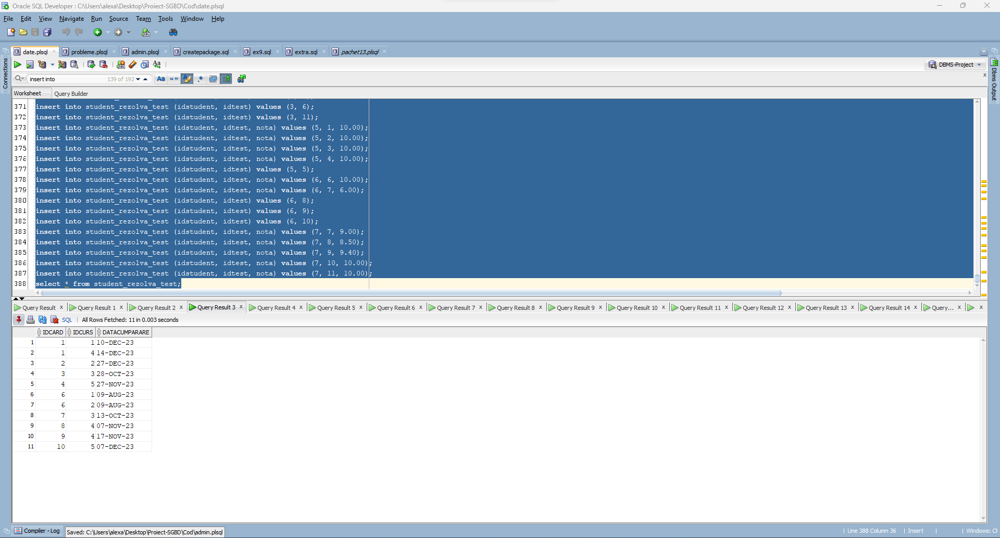 Oracle SQL Developer : C:\Users\alexa\Desktop\Proiect-SGBD\Cod\date.plsql
File Edit View Navigate Run Source Team Tools Window Help
date.plsql probleme.plsql admin.plsql createpackage.sql ex9.sql extra.sql pachet13.plsql
DBMS-Project
Connections
Dbms Output
insert into 139 of 192
Worksheet Query Builder
371 insert into student_rezolva_test (idstudent, idtest) values (3, 6);
372 insert into student_rezolva_test (idstudent, idtest) values (3, 11);
373 insert into student_rezolva_test (idstudent, idtest, nota) values (5, 1, 10.00);
374 insert into student_rezolva_test (idstudent, idtest, nota) values (5, 2, 10.00);
375 insert into student_rezolva_test (idstudent, idtest, nota) values (5, 3, 10.00);
376 insert into student_rezolva_test (idstudent, idtest, nota) values (5, 4, 10.00);
377 insert into student_rezolva_test (idstudent, idtest) values (5, 5);
378 insert into student_rezolva_test (idstudent, idtest, nota) values (6, 6, 10.00);
379 insert into student_rezolva_test (idstudent, idtest, nota) values (6, 7, 6.00);
380 insert into student_rezolva_test (idstudent, idtest) values (6, 8);
381 insert into student_rezolva_test (idstudent, idtest) values (6, 9);
382 insert into student_rezolva_test (idstudent, idtest) values (6, 10);
383 insert into student_rezolva_test (idstudent, idtest, nota) values (7, 7, 9.00);
384 insert into student_rezolva_test (idstudent, idtest, nota) values (7, 8, 8.50);
385 insert into student_rezolva_test (idstudent, idtest, nota) values (7, 9, 9.40);
386 insert into student_rezolva_test (idstudent, idtest, nota) values (7, 10, 10.00);
387 insert into student_rezolva_test (idstudent, idtest, nota) values (7, 11, 10.00);
388 select * from student_rezolva_test;
Query Result Query Result 1 Query Result 2 Query Result 3 Query Result 4 Query Result 5 Query Result 6 Query Result 7 Query Result 8 Query Result 9 Query Result 10 Query Result 11 Query Result 12 Query Result 13 Query Result 14 Query...
SQL | All Rows Fetched: 11 in 0.003 seconds
IDCARD IDCURS DATACUMPARARE
1 1 1 10-DEC-23
2 1 4 14-DEC-23
3 2 2 27-DEC-23
4 3 3 28-OCT-23
5 4 5 27-NOV-23
6 6 1 09-AUG-23
7 6 2 09-AUG-23
8 7 3 13-OCT-23
9 8 4 07-NOV-23
10 9 4 17-NOV-23
11 10 5 07-DEC-23
Compiler - Log Saved: C:\Users\alexa\Desktop\Proiect-SGBD\Cod\admin.plsql
Line 388 Column 36 | Insert | | Windows: